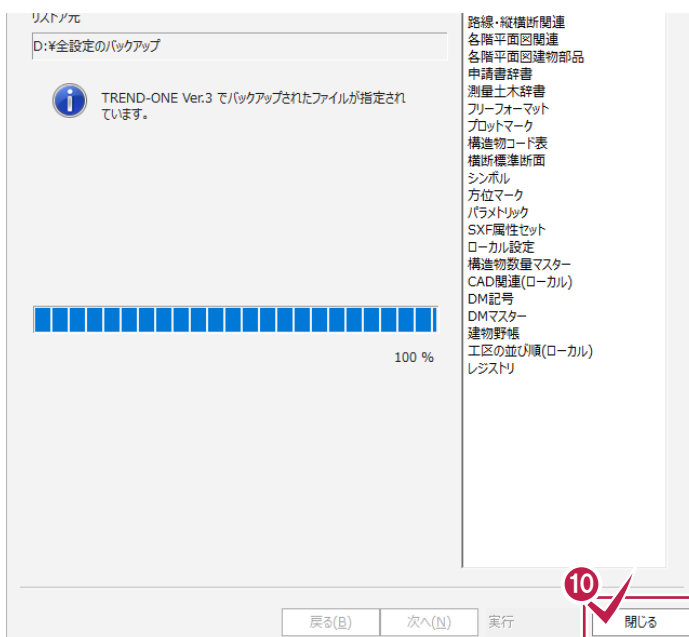 リストア元
D:¥全設定のバックアップ
TREND-ONE Ver.3 でバックアップされたファイルが指定され
ています。
100 %
路線・縦横断関連
各階平面図関連
各階平面図建物部品
申請書辞書
測量土木辞書
フリーフォーマット
プロットマーク
構造物コード表
横断標準断面
シンボル
方位マーク
パラメトリック
SXF属性セット
ローカル設定
構造物数量マスター
CAD関連(ローカル)
DM記号
DMマスター
建物野帳
工区の並び順(ローカル)
レジストリ
10
戻る(B)
次へ(N)
実行
閉じる